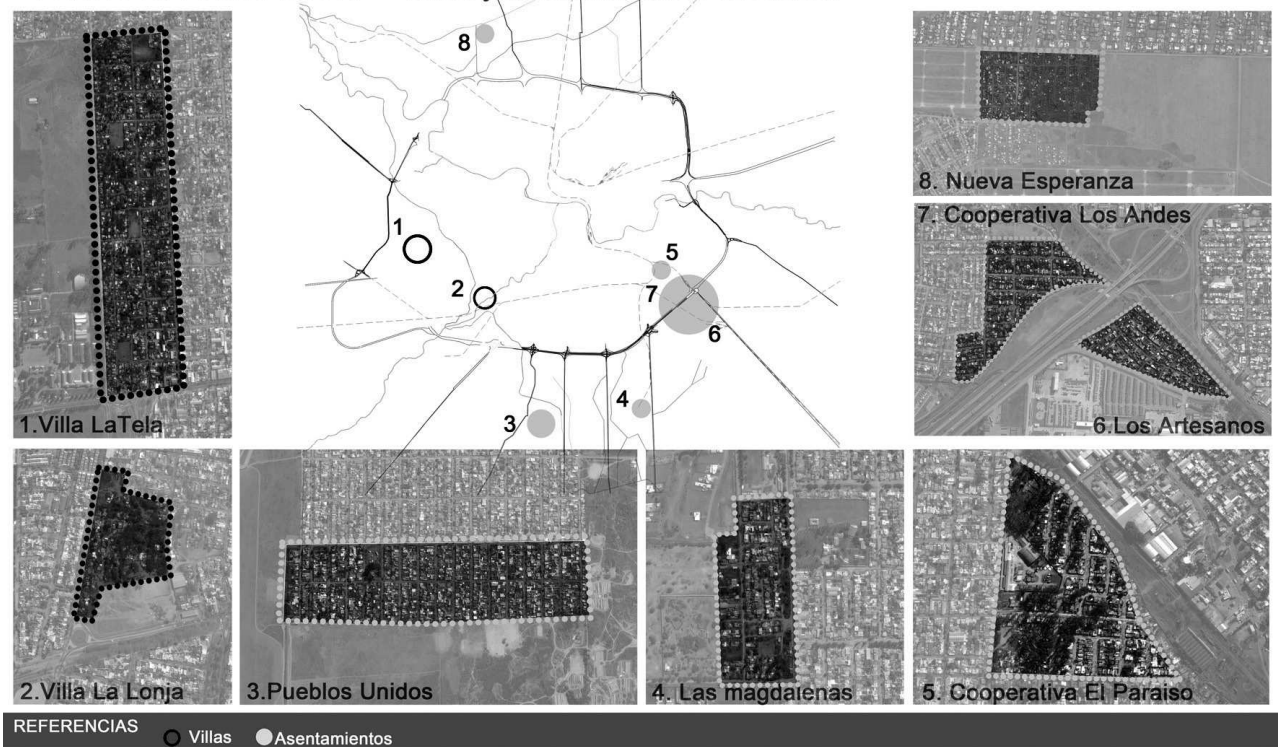 8
1
2
5
7
6
4
3
1.Villa LaTela
2.Villa La Lonja
3.Pueblos Unidos
4. Las magdalenas
8. Nueva Esperanza
7. Cooperativa Los Andes
6.Los Artesanos
5. Cooperativa El Paraiso
REFERENCIAS
Villas
Asentamientos